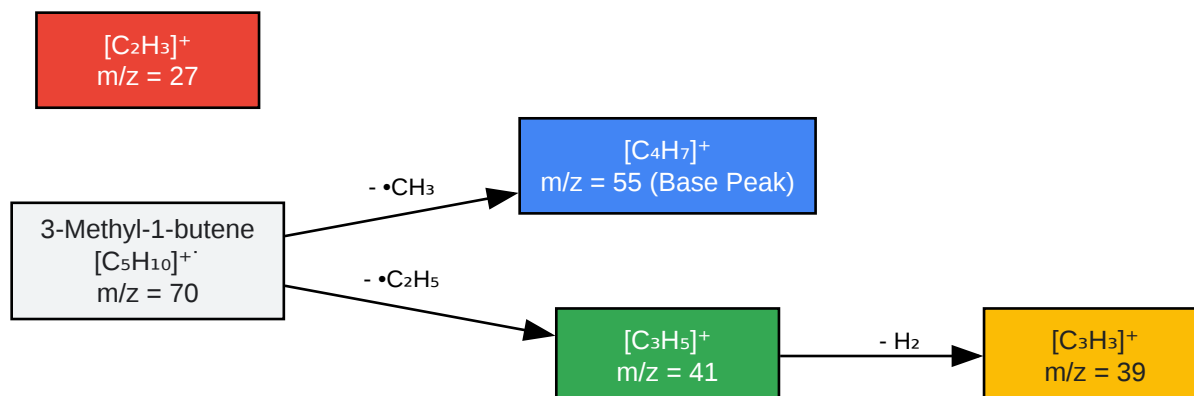 [C₂H₃]⁺
m/z = 27
[C₄H₇]⁺
m/z = 55 (Base Peak)
- •CH₃
3-Methyl-1-butene
[C₅H₁₀]⁺˙
m/z = 70
- •C₂H₅
[C₃H₅]⁺
m/z = 41
- H₂
[C₃H₃]⁺
m/z = 39